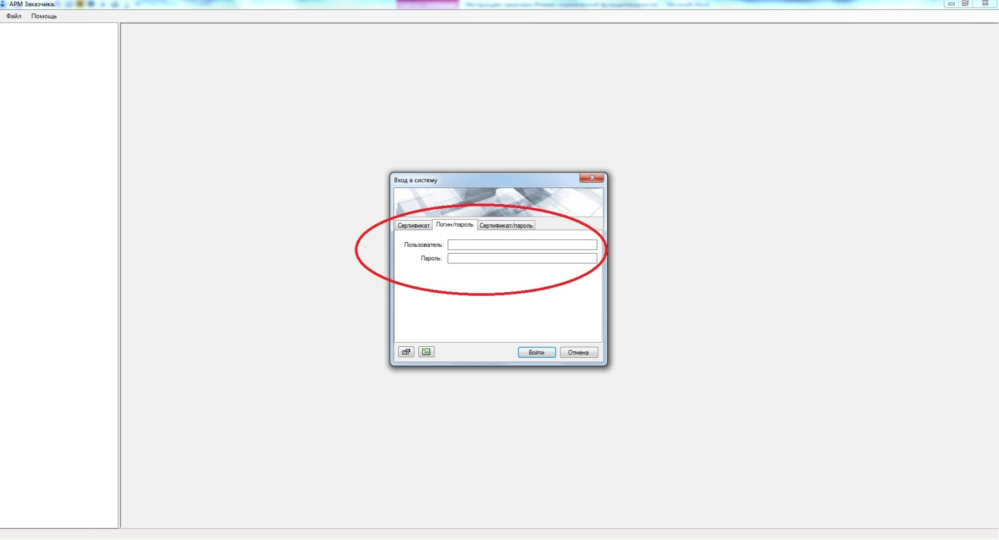 АРМ Заказчика.
Файл Помощь
Вход в систему
Сертификат Логин/пароль Сертификат/пароль
Пользователь:
Пароль:
Войти Отмена